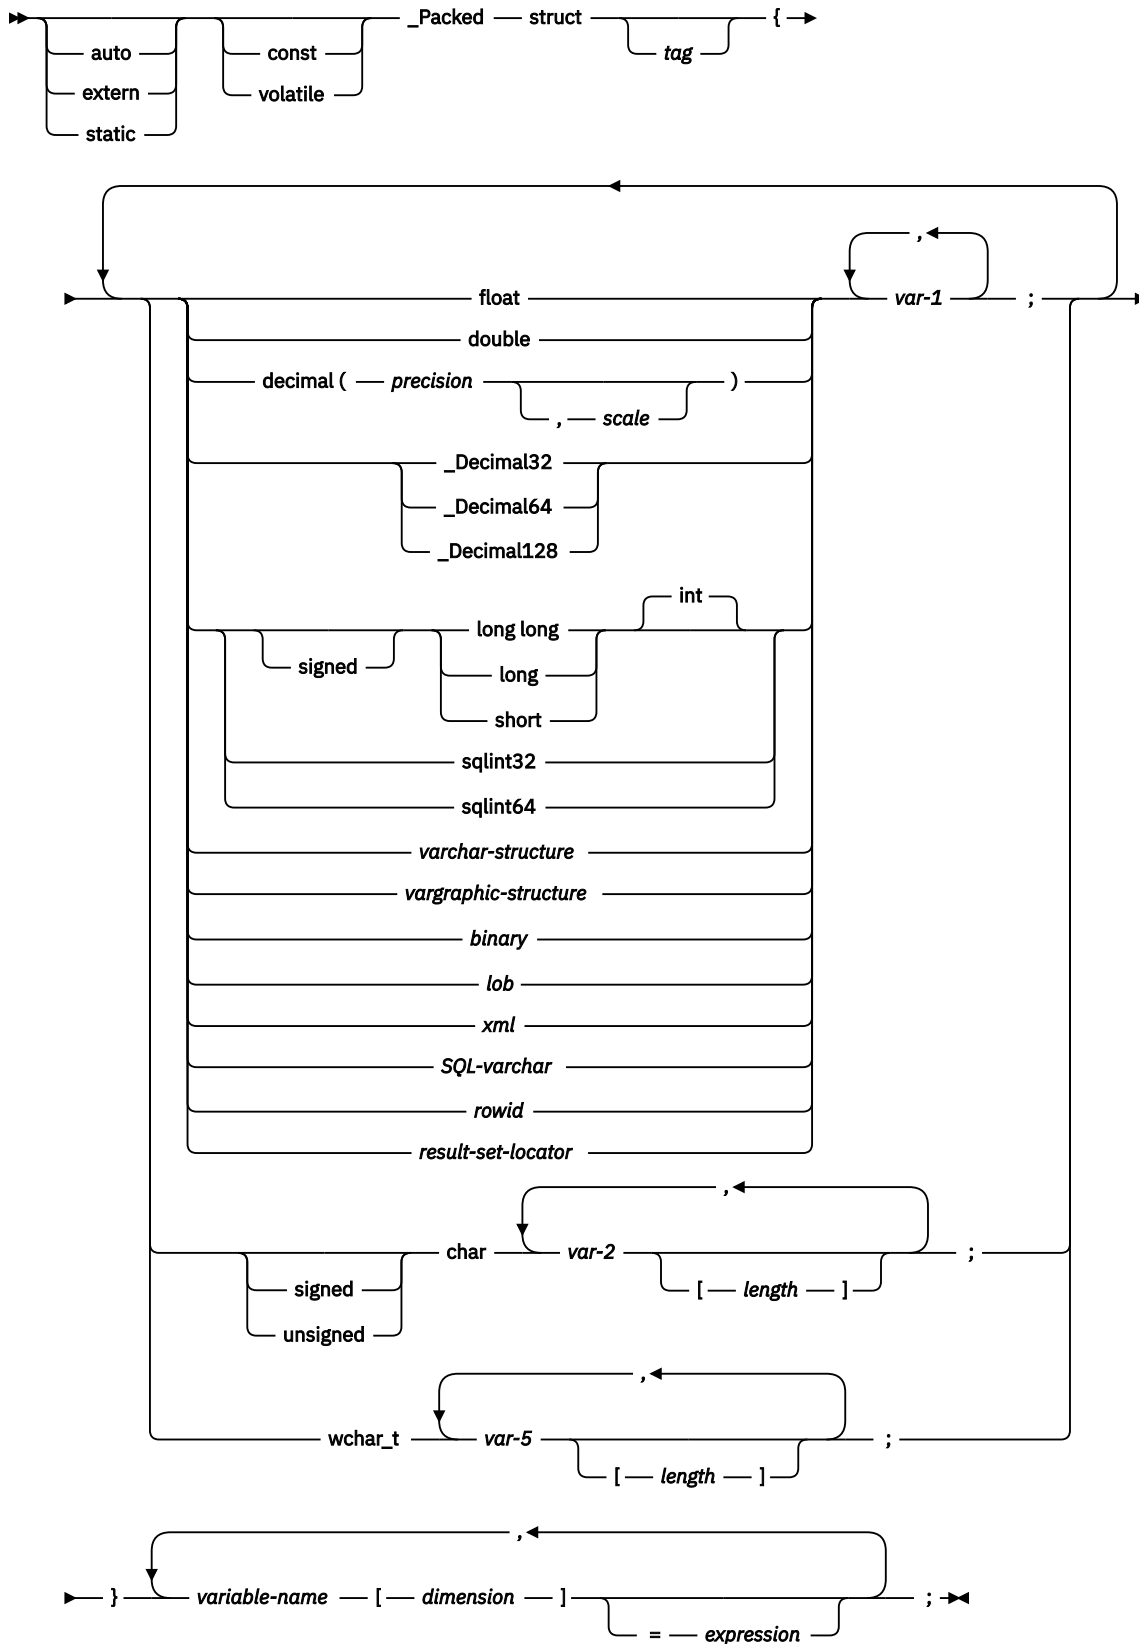 _Packed struct {
auto const tag
extern volatile
static
,
float var-1 ;
double
decimal ( precision )
, scale
_Decimal32
_Decimal64
_Decimal128
int
long long
signed long
short
sqlint32
sqlint64
varchar-structure
vargraphic-structure
binary
lob
xml
SQL-varchar
rowid
result-set-locator
,
char var-2 ;
signed [ length ]
unsigned
,
wchar_t var-5 ;
[ length ]
,
} variable-name [ dimension ] ;
= expression